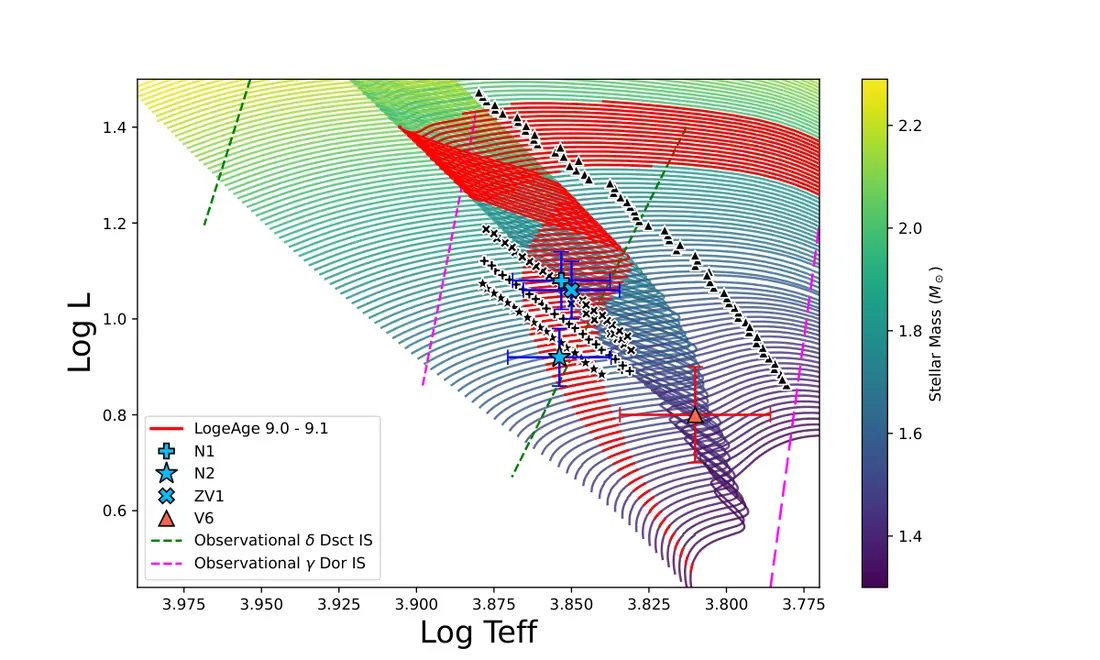 1.4
1.2
1.0
0.8
0.6
Log L
3.975
3.950
3.925
3.900
3.875
3.850
3.825
3.800
3.775
Log Teff
LogeAge 9.0 - 9.1
N1
N2
ZV1
V6
Observational δ Dsct IS
Observational γ Dor IS
2.2
2.0
1.8
1.6
1.4
Stellar Mass (M⊙)